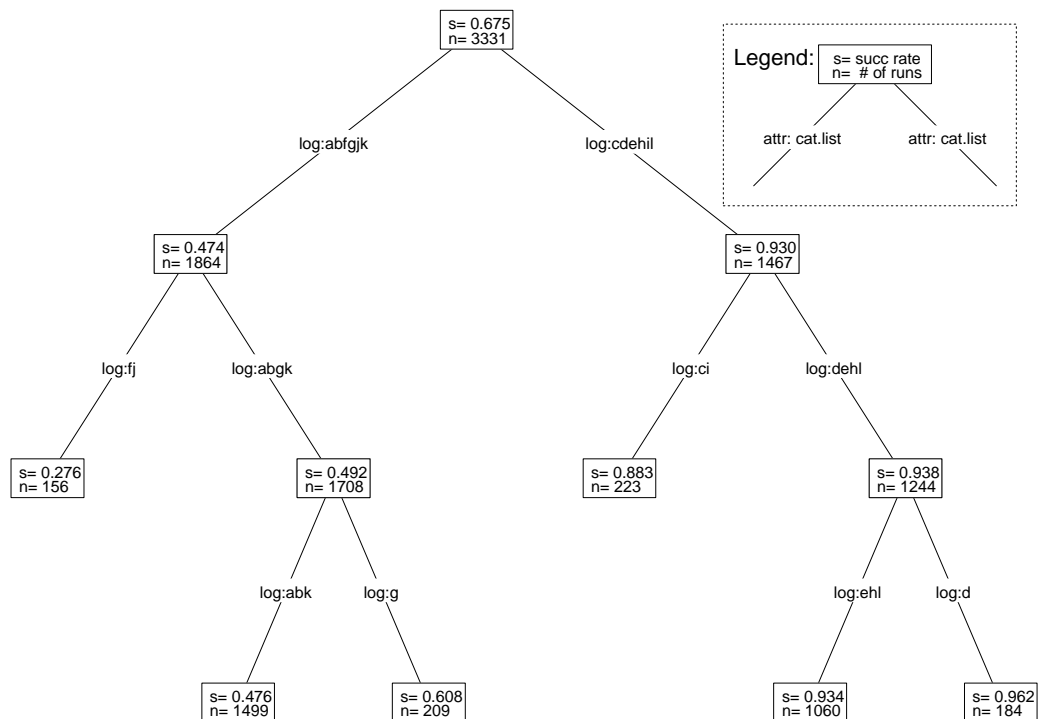 s= 0.675
n= 3331
Legend:
s= succ rate
n= # of runs
attr: cat.list
attr: cat.list
log:abfgjk
log:cdehil
s= 0.474
n= 1864
s= 0.930
n= 1467
log:fj
log:abgk
log:ci
log:dehl
s= 0.276
n= 156
s= 0.492
n= 1708
s= 0.883
n= 223
s= 0.938
n= 1244
log:abk
log:g
log:ehl
log:d
s= 0.476
n= 1499
s= 0.608
n= 209
s= 0.934
n= 1060
s= 0.962
n= 184